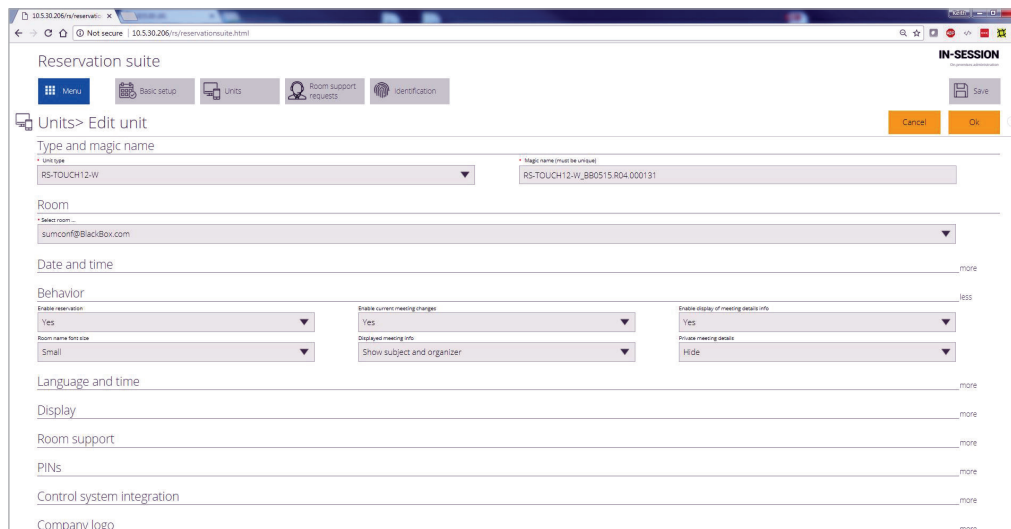 10.5.30.206/rs/reservatio
Not secure | 10.5.30.206/rs/reservationsuite.html
Reservation suite
IN-SESSION
On-premises administration
Menu
Basic setup
Units
Room support
requests
Identification
Save
Units> Edit unit
Cancel
Ok
Type and magic name
* Unit type
* Magic name (must be unique)
RS-TOUCH12-W
RS-TOUCH12-W_BB0515.R04.000131
Room
* Select room ...
sumconf@BlackBox.com
Date and time
more
Behavior
less
Enable reservation
Enable current meeting changes
Enable display of meeting details info
Yes
Yes
Yes
Room name font size
Displayed meeting info
Private meeting details
Small
Show subject and organizer
Hide
Language and time
more
Display
more
Room support
more
PINs
more
Control system integration
more
Company logo
more